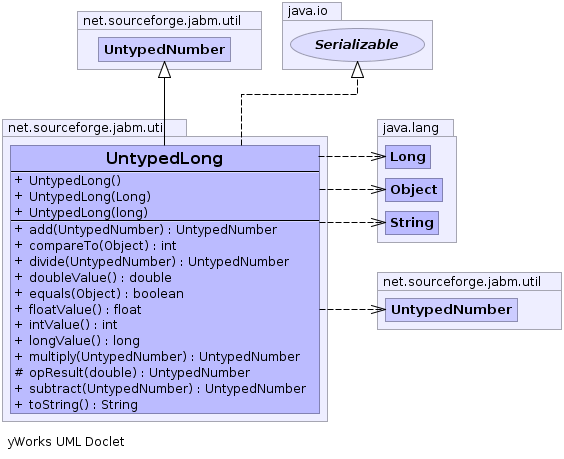 net.sourceforge.jabm.util
UntypedNumber
java.io
Serializable
net.sourceforge.jabm.util
UntypedLong
+ UntypedLong()
+ UntypedLong(Long)
+ UntypedLong(long)
+ add(UntypedNumber) : UntypedNumber
+ compareTo(Object) : int
+ divide(UntypedNumber) : UntypedNumber
+ doubleValue() : double
+ equals(Object) : boolean
+ floatValue() : float
+ intValue() : int
+ longValue() : long
+ multiply(UntypedNumber) : UntypedNumber
# opResult(double) : UntypedNumber
+ subtract(UntypedNumber) : UntypedNumber
+ toString() : String
java.lang
Long
Object
String
net.sourceforge.jabm.util
UntypedNumber
yWorks UML Doclet